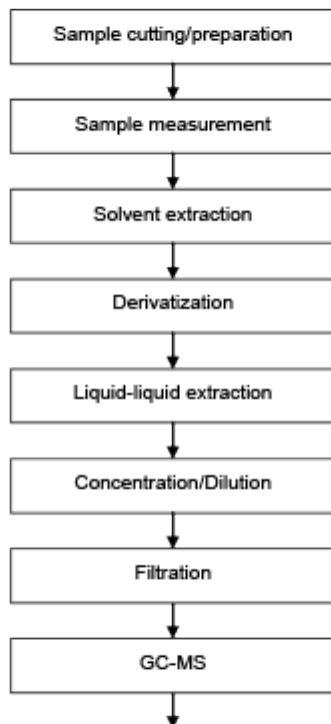 Sample cutting/preparation
Sample measurement
Solvent extraction
Derivatization
Liquid-liquid extraction
Concentration/Dilution
Filtration
GC-MS